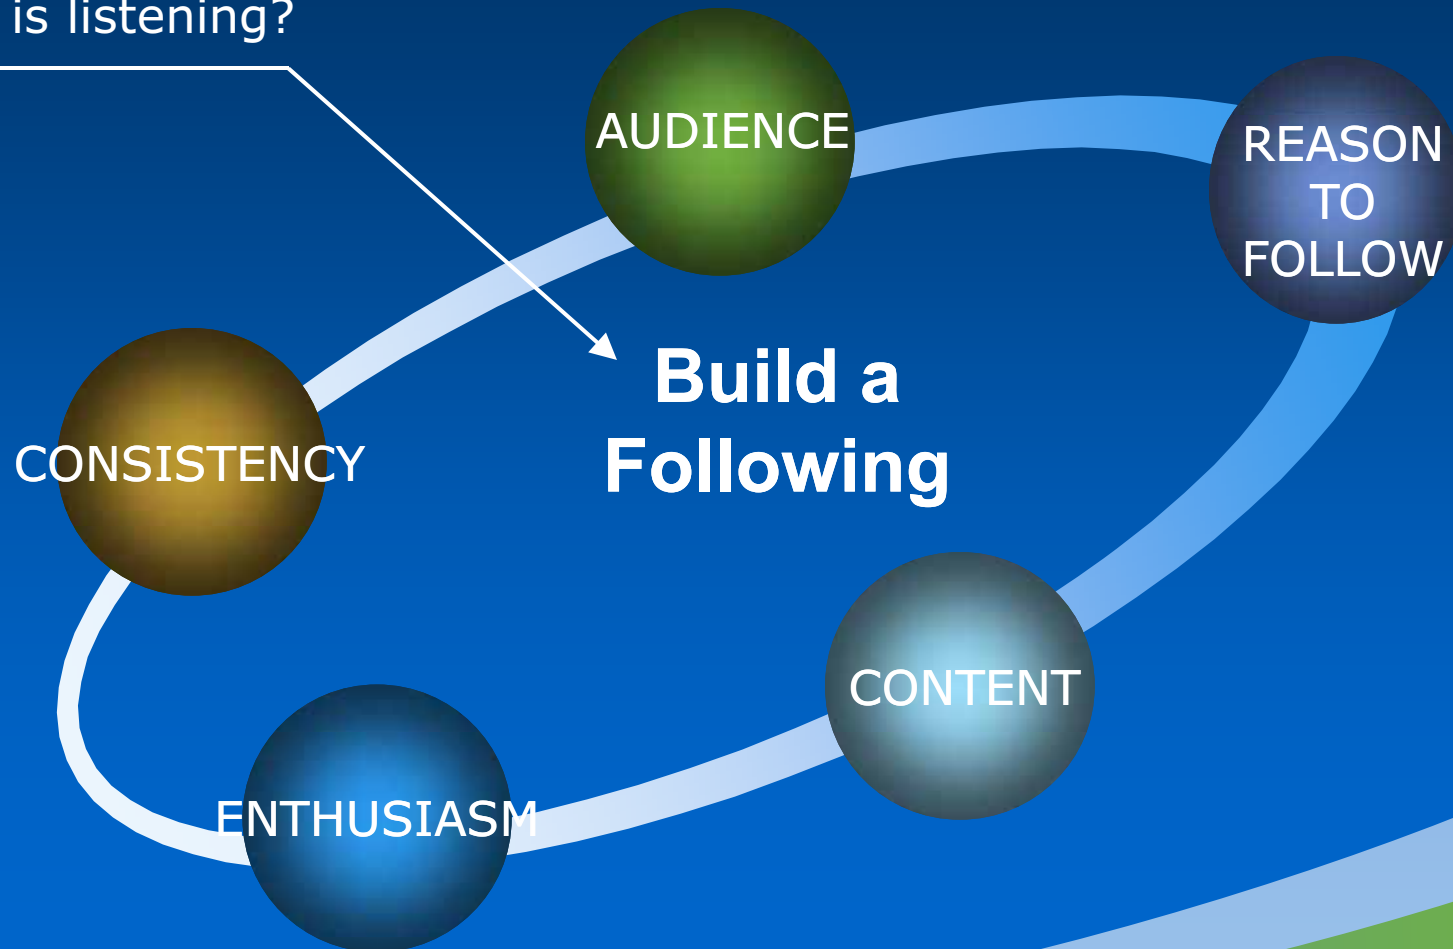 is listening?
AUDIENCE
REASON
TO
FOLLOW
Build a
Following
CONSISTENCY
CONTENT
ENTHUSIASM